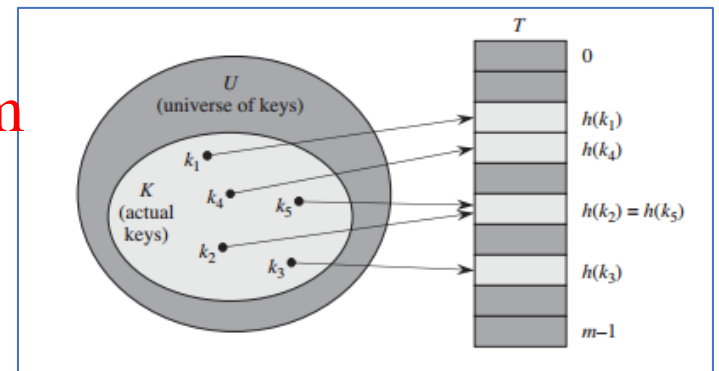 m
T
0
U
(universe of keys)
h(k₁)
k₁
h(k₄)
K
(actual
keys)
k₄
k₅
h(k₂) = h(k₅)
k₂
k₃
h(k₃)
m–1